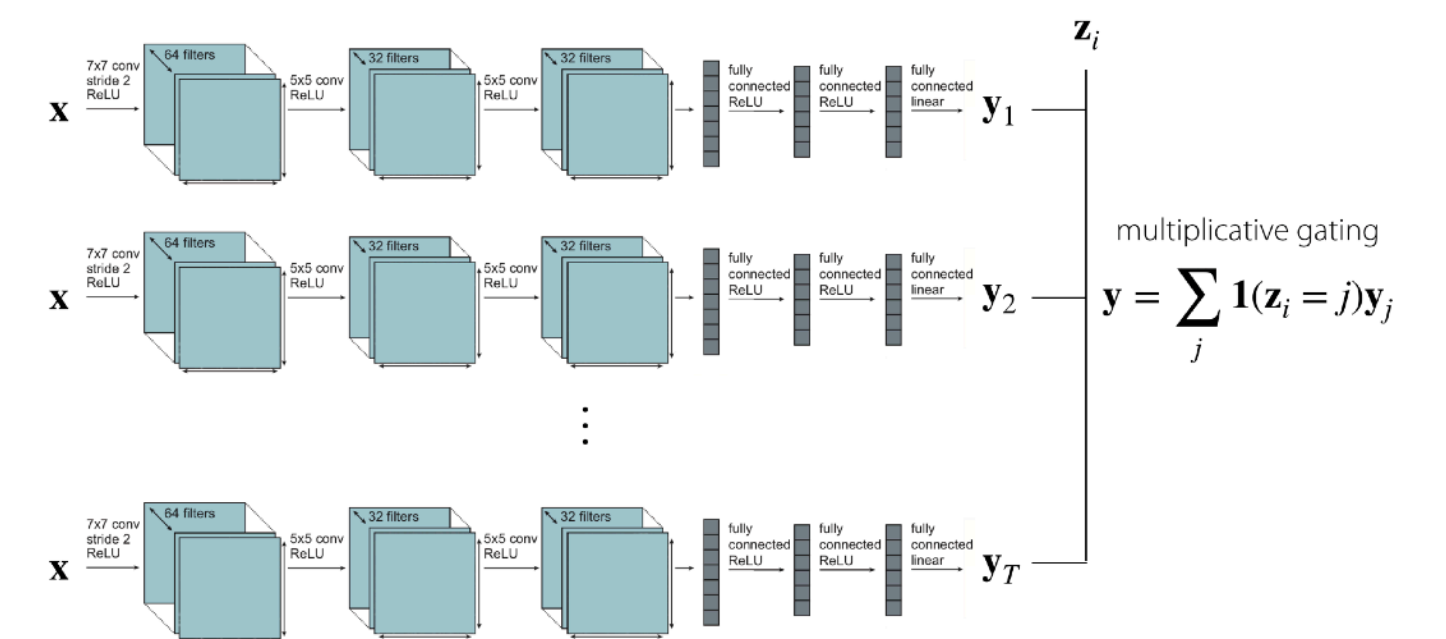 z_i
7x7 conv
stride 2
ReLU
64 filters
5x5 conv
ReLU
32 filters
5x5 conv
ReLU
32 filters
fully
connected
ReLU
fully
connected
ReLU
fully
connected
linear
x
y_1
7x7 conv
stride 2
ReLU
64 filters
5x5 conv
ReLU
32 filters
5x5 conv
ReLU
32 filters
fully
connected
ReLU
fully
connected
ReLU
fully
connected
linear
x
y_2
multiplicative gating
y = ∑_j 1(z_i = j)y_j
⋮
7x7 conv
stride 2
ReLU
64 filters
5x5 conv
ReLU
32 filters
5x5 conv
ReLU
32 filters
fully
connected
ReLU
fully
connected
ReLU
fully
connected
linear
x
y_T